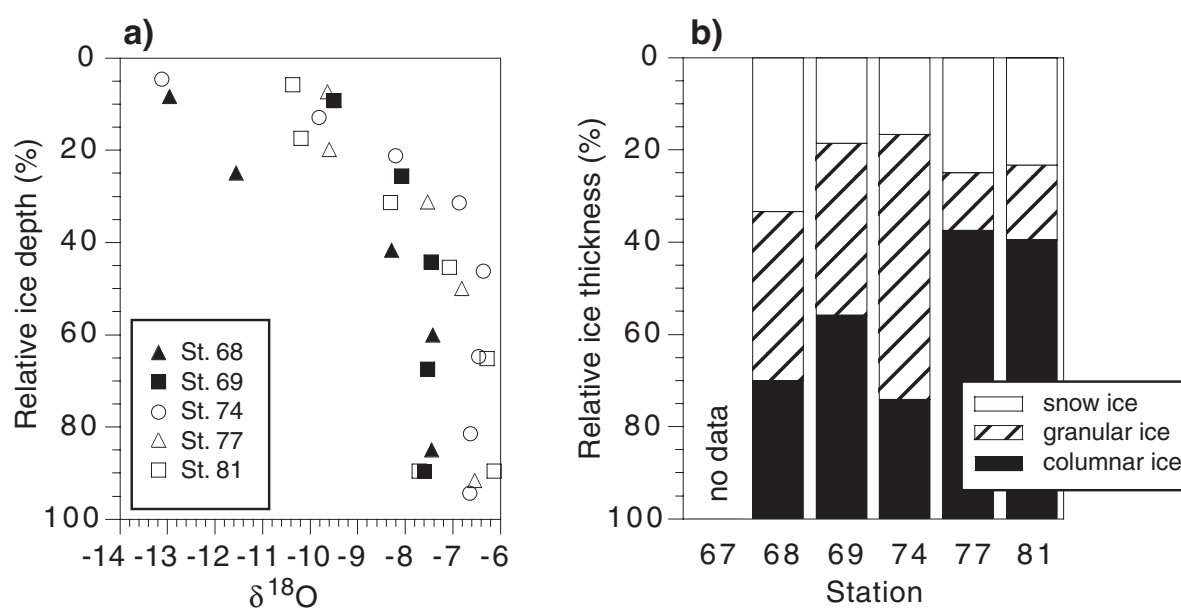 a)
0
20
40
60
80
100
Relative ice depth (%)
St. 68
St. 69
St. 74
St. 77
St. 81
-14 -13 -12 -11 -10 -9 -8 -7 -6
δ¹⁸O
b)
0
20
40
60
80
100
Relative ice thickness (%)
no data
snow ice
granular ice
columnar ice
67 68 69 74 77 81
Station